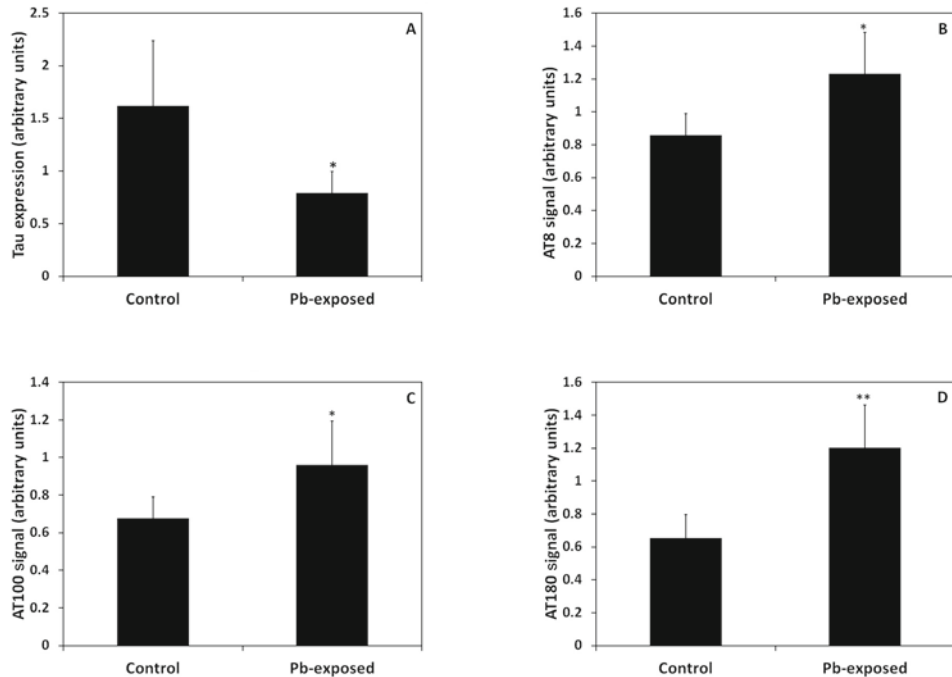 A
Tau expression (arbitrary units)
2.5
2
1.5
1
0.5
0
*
Control
Pb-exposed
B
AT8 signal (arbitrary units)
1.6
1.4
1.2
1
0.8
0.6
0.4
0.2
0
*
Control
Pb-exposed
C
AT100 signal (arbitrary units)
1.4
1.2
1
0.8
0.6
0.4
0.2
0
*
Control
Pb-exposed
D
AT180 signal (arbitrary units)
1.6
1.4
1.2
1
0.8
0.6
0.4
0.2
0
**
Control
Pb-exposed